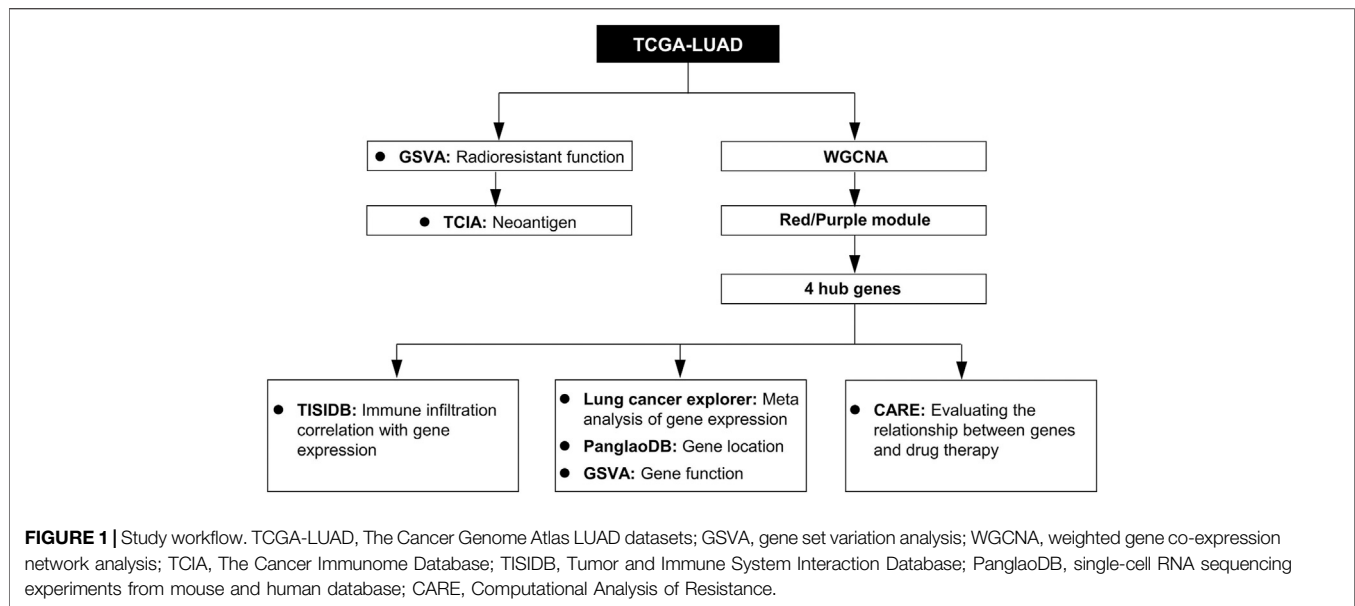 TCGA-LUAD
● GSVA: Radioresistant function
WGCNA
● TCIA: Neoantigen
Red/Purple module
4 hub genes
● TISIDB: Immune infiltration
correlation with gene
expression
● Lung cancer explorer: Meta
analysis of gene expression
● PanglaoDB: Gene location
● GSVA: Gene function
● CARE: Evaluating the
relationship between genes
and drug therapy
FIGURE 1 | Study workflow. TCGA-LUAD, The Cancer Genome Atlas LUAD datasets; GSVA, gene set variation analysis; WGCNA, weighted gene co-expression
network analysis; TCIA, The Cancer Immunome Database; TISIDB, Tumor and Immune System Interaction Database; PanglaoDB, single-cell RNA sequencing
experiments from mouse and human database; CARE, Computational Analysis of Resistance.